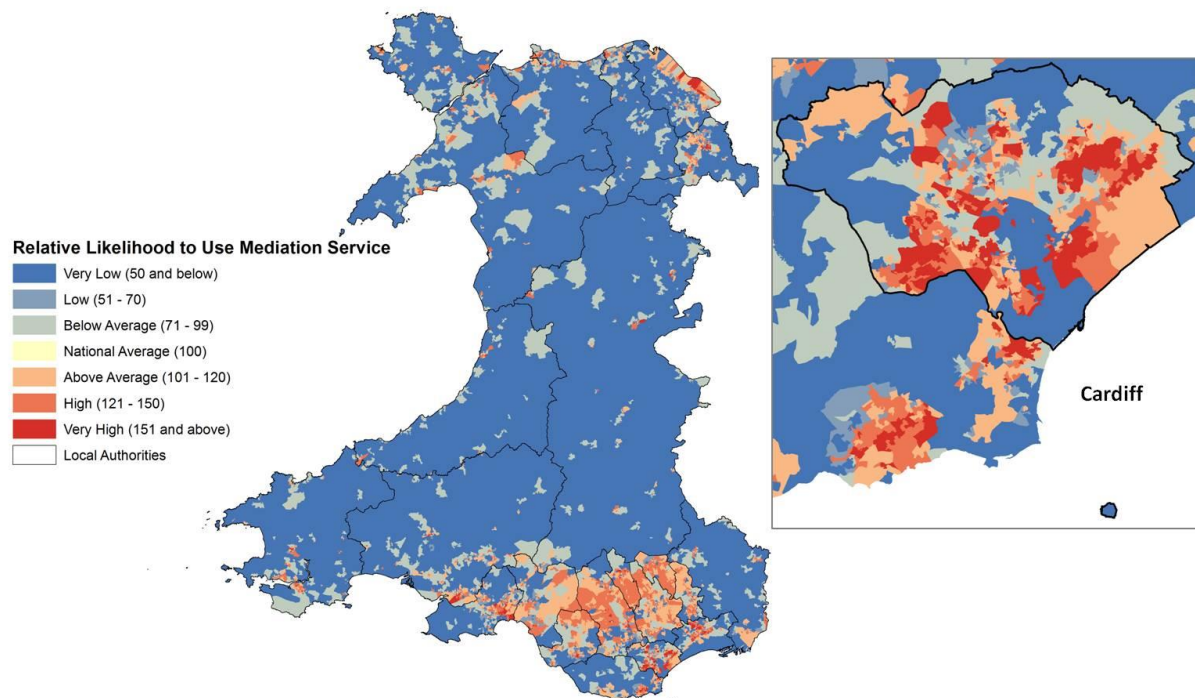 Relative Likelihood to Use Mediation Service
Very Low (50 and below)
Low (51 - 70)
Below Average (71 - 99)
National Average (100)
Above Average (101 - 120)
High (121 - 150)
Very High (151 and above)
Local Authorities
Cardiff